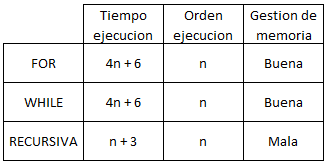 Tiempo ejecucion Orden ejecucion Gestion de memoria
FOR 4n + 6 n Buena
WHILE 4n + 6 n Buena
RECURSIVA n + 3 n Mala